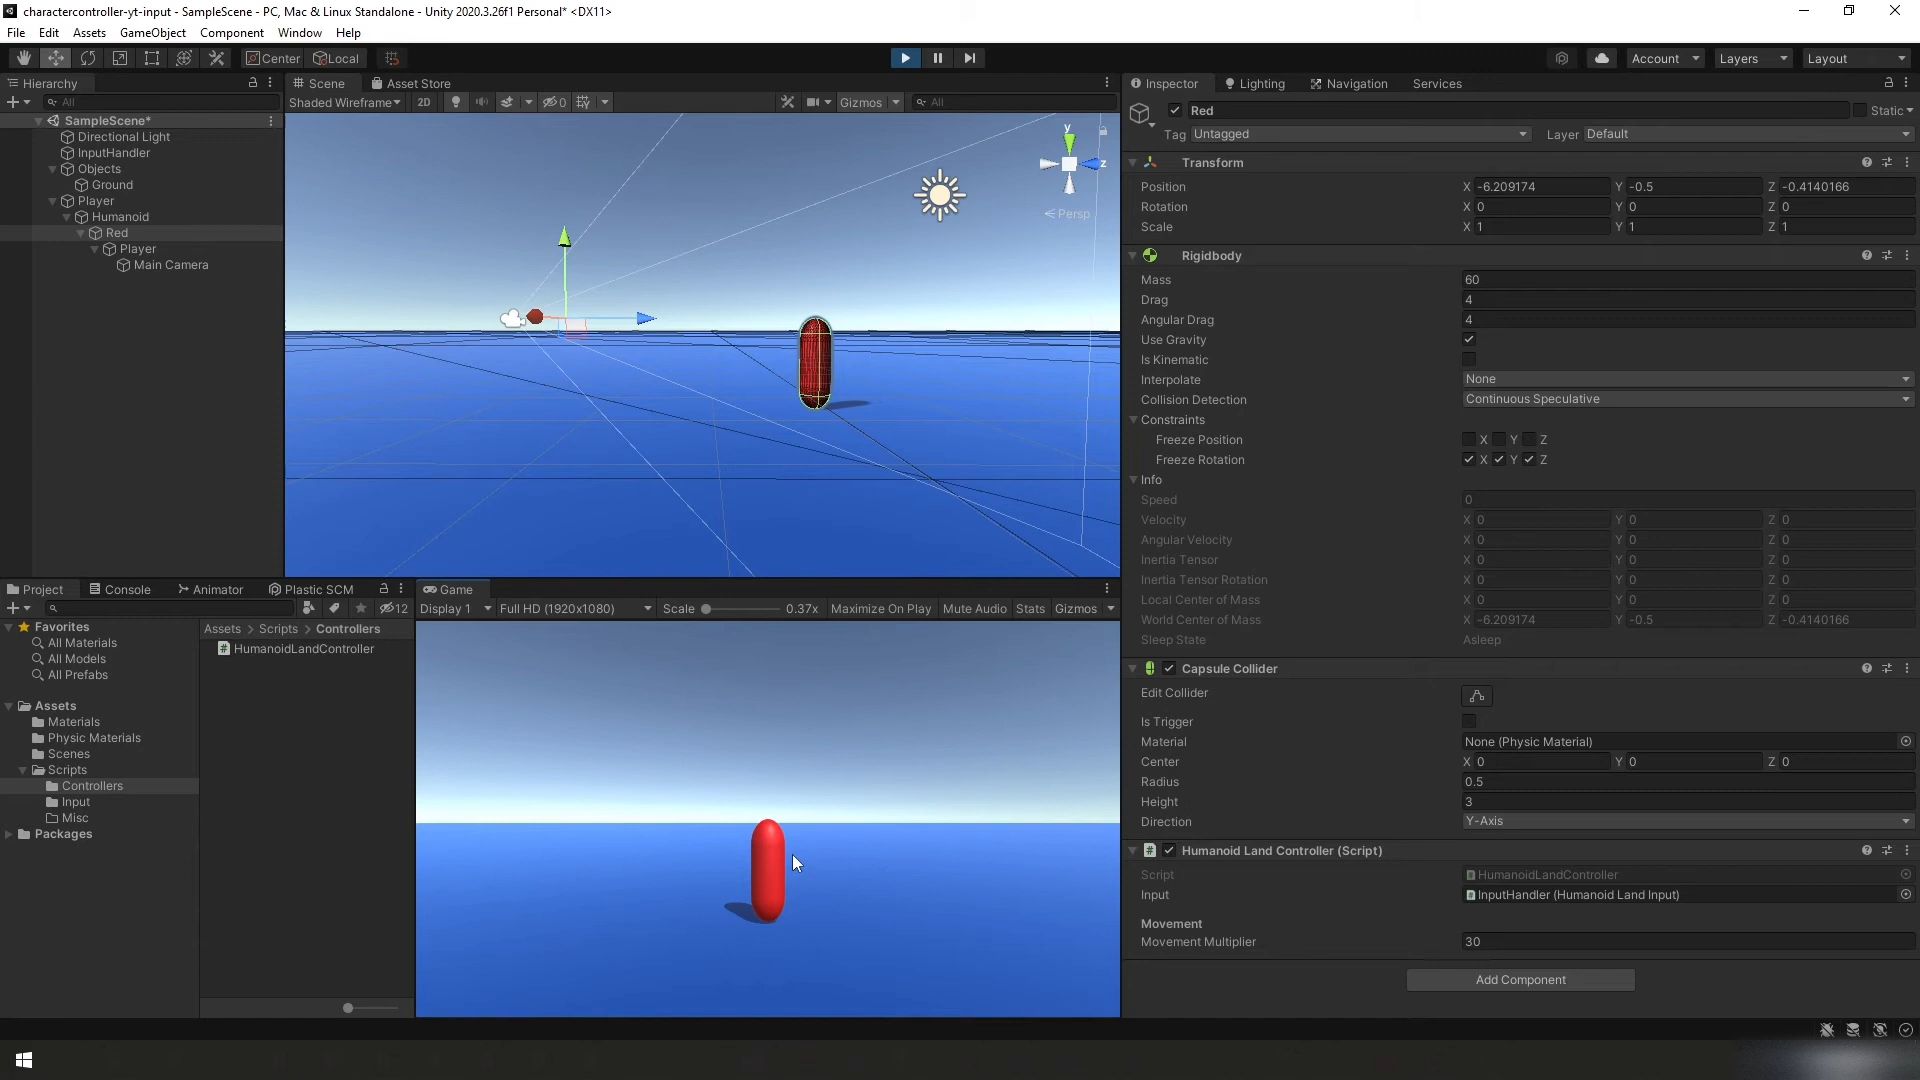 charactercontroller-yt-input - SampleScene - PC, Mac & Linux Standalone - Unity 2020.3.26f1 Personal* <DX11>
File Edit Assets GameObject Component Window Help
Center Local
Account Layers Layout
Hierarchy
All
SampleScene*
Directional Light
InputHandler
Objects
Ground
Player
Humanoid
Red
Player
Main Camera
Scene Asset Store
Shaded Wireframe 2D 0 Gizmos All
y
z
Persp
Inspector Lighting Navigation Services
Red Static
Tag Untagged Layer Default
Transform
Position X -6.209174 Y -0.5 Z -0.4140166
Rotation X 0 Y 0 Z 0
Scale X 1 Y 1 Z 1
Rigidbody
Mass 60
Drag 4
Angular Drag 4
Use Gravity
Is Kinematic
Interpolate None
Collision Detection Continuous Speculative
Constraints
Freeze Position X Y Z
Freeze Rotation X Y Z
Info
Speed 0
Velocity X 0 Y 0 Z 0
Angular Velocity X 0 Y 0 Z 0
Inertia Tensor X 0 Y 0 Z 0
Inertia Tensor Rotation X 0 Y 0 Z 0
Local Center of Mass X 0 Y 0 Z 0
World Center of Mass X -6.209174 Y -0.5 Z -0.4140166
Sleep State Asleep
Capsule Collider
Edit Collider
Is Trigger
Material None (Physic Material)
Center X 0 Y 0 Z 0
Radius 0.5
Height 3
Direction Y-Axis
Humanoid Land Controller (Script)
Script HumanoidLandController
Input InputHandler (Humanoid Land Input)
Movement
Movement Multiplier 30
Add Component
Project Console Animator Plastic SCM
12
Favorites
All Materials
All Models
All Prefabs
Assets
Materials
Physic Materials
Scenes
Scripts
Controllers
Input
Misc
Packages
Assets > Scripts > Controllers
HumanoidLandController
Game
Display 1 Full HD (1920x1080) Scale 0.37x Maximize On Play Mute Audio Stats Gizmos